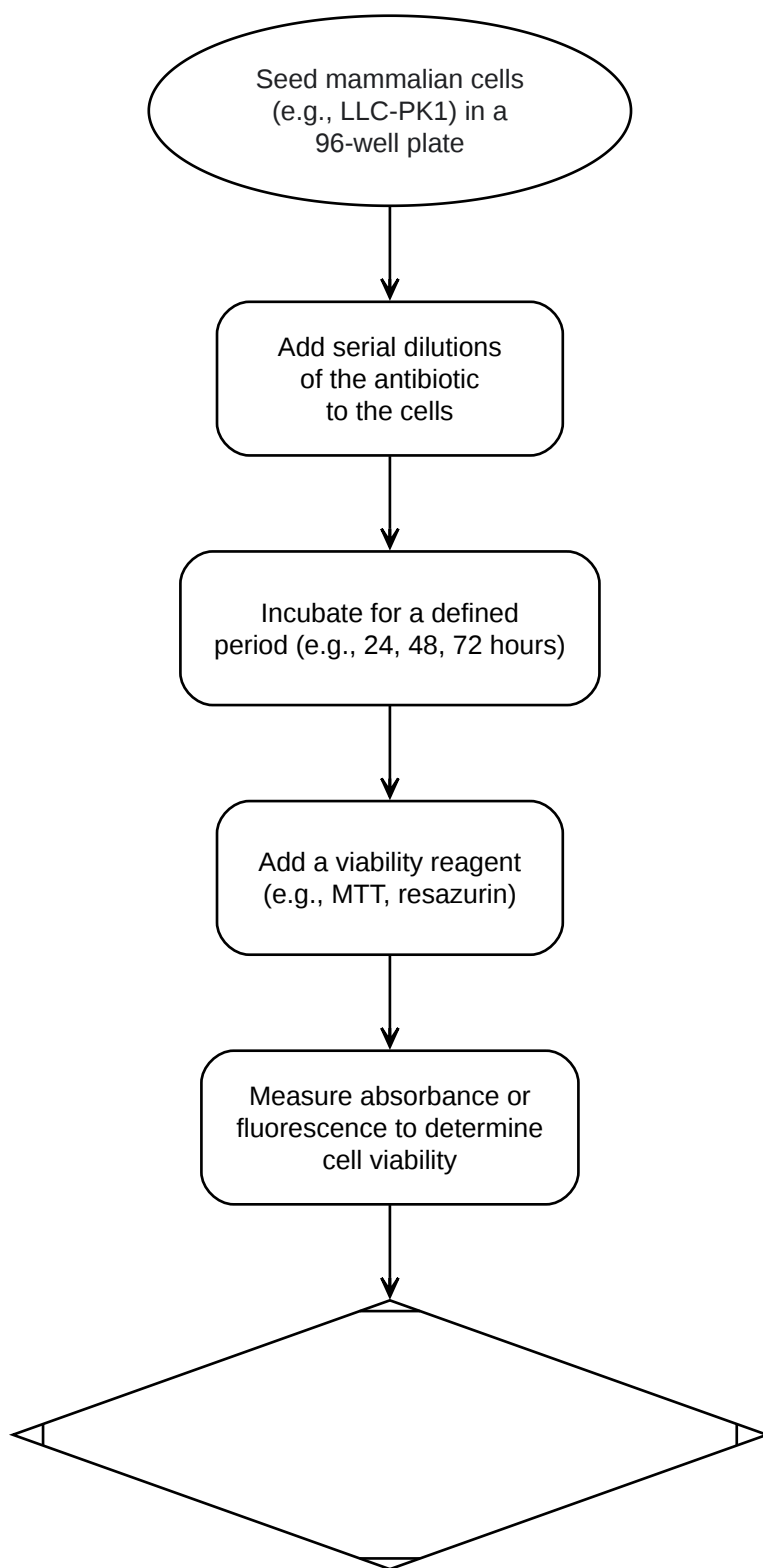 Seed mammalian cells
(e.g., LLC-PK1) in a
96-well plate
Add serial dilutions
of the antibiotic
to the cells
Incubate for a defined
period (e.g., 24, 48, 72 hours)
Add a viability reagent
(e.g., MTT, resazurin)
Measure absorbance or
fluorescence to determine
cell viability